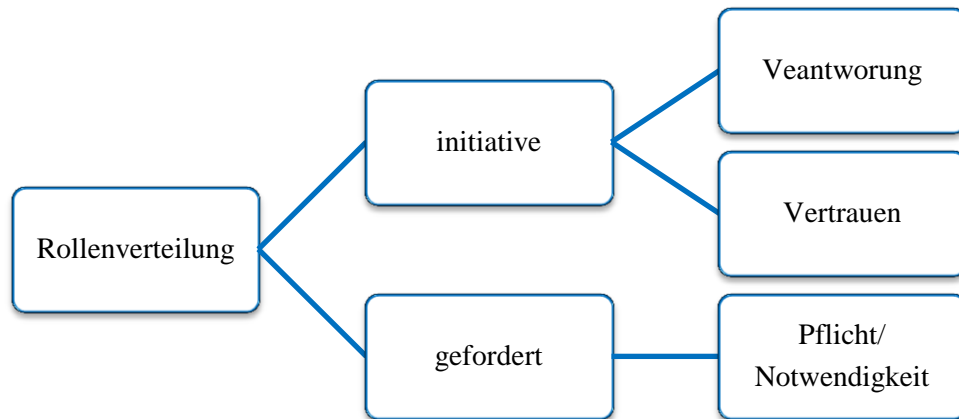 Rollenverteilung
initiative
Veantworung
Vertrauen
gefordert
Pflicht/
Notwendigkeit